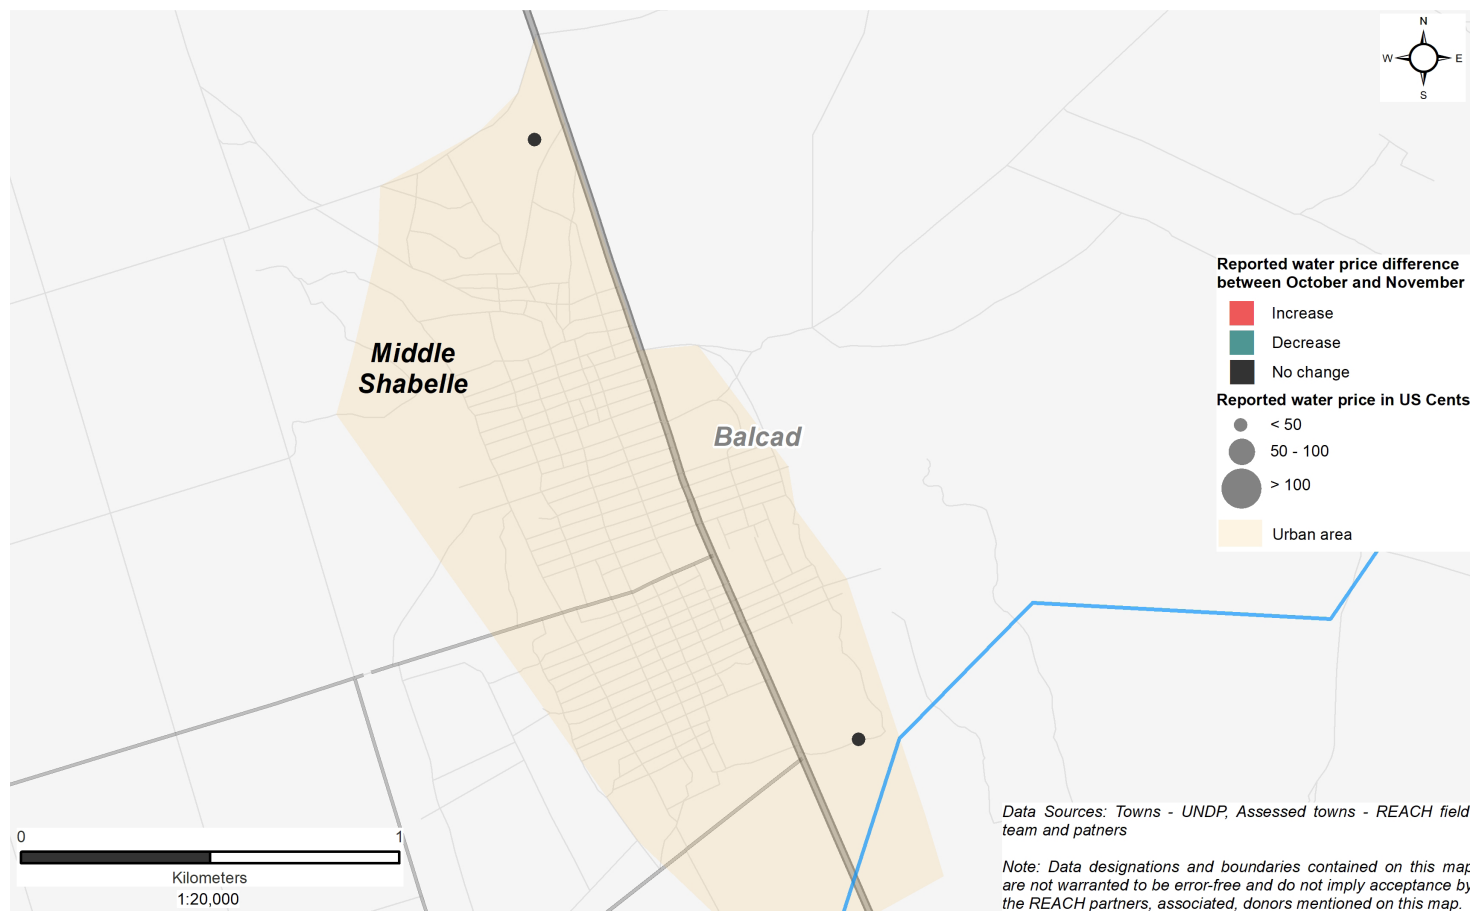 N
W E
S
Reported water price difference
between October and November
Increase
Decrease
No change
Reported water price in US Cents
< 50
50 - 100
> 100
Urban area
Middle
Shabelle
Balcad
Data Sources: Towns - UNDP, Assessed towns - REACH field
team and patners
Note: Data designations and boundaries contained on this map
are not warranted to be error-free and do not imply acceptance by
the REACH partners, associated, donors mentioned on this map.
0 1
Kilometers
1:20,000